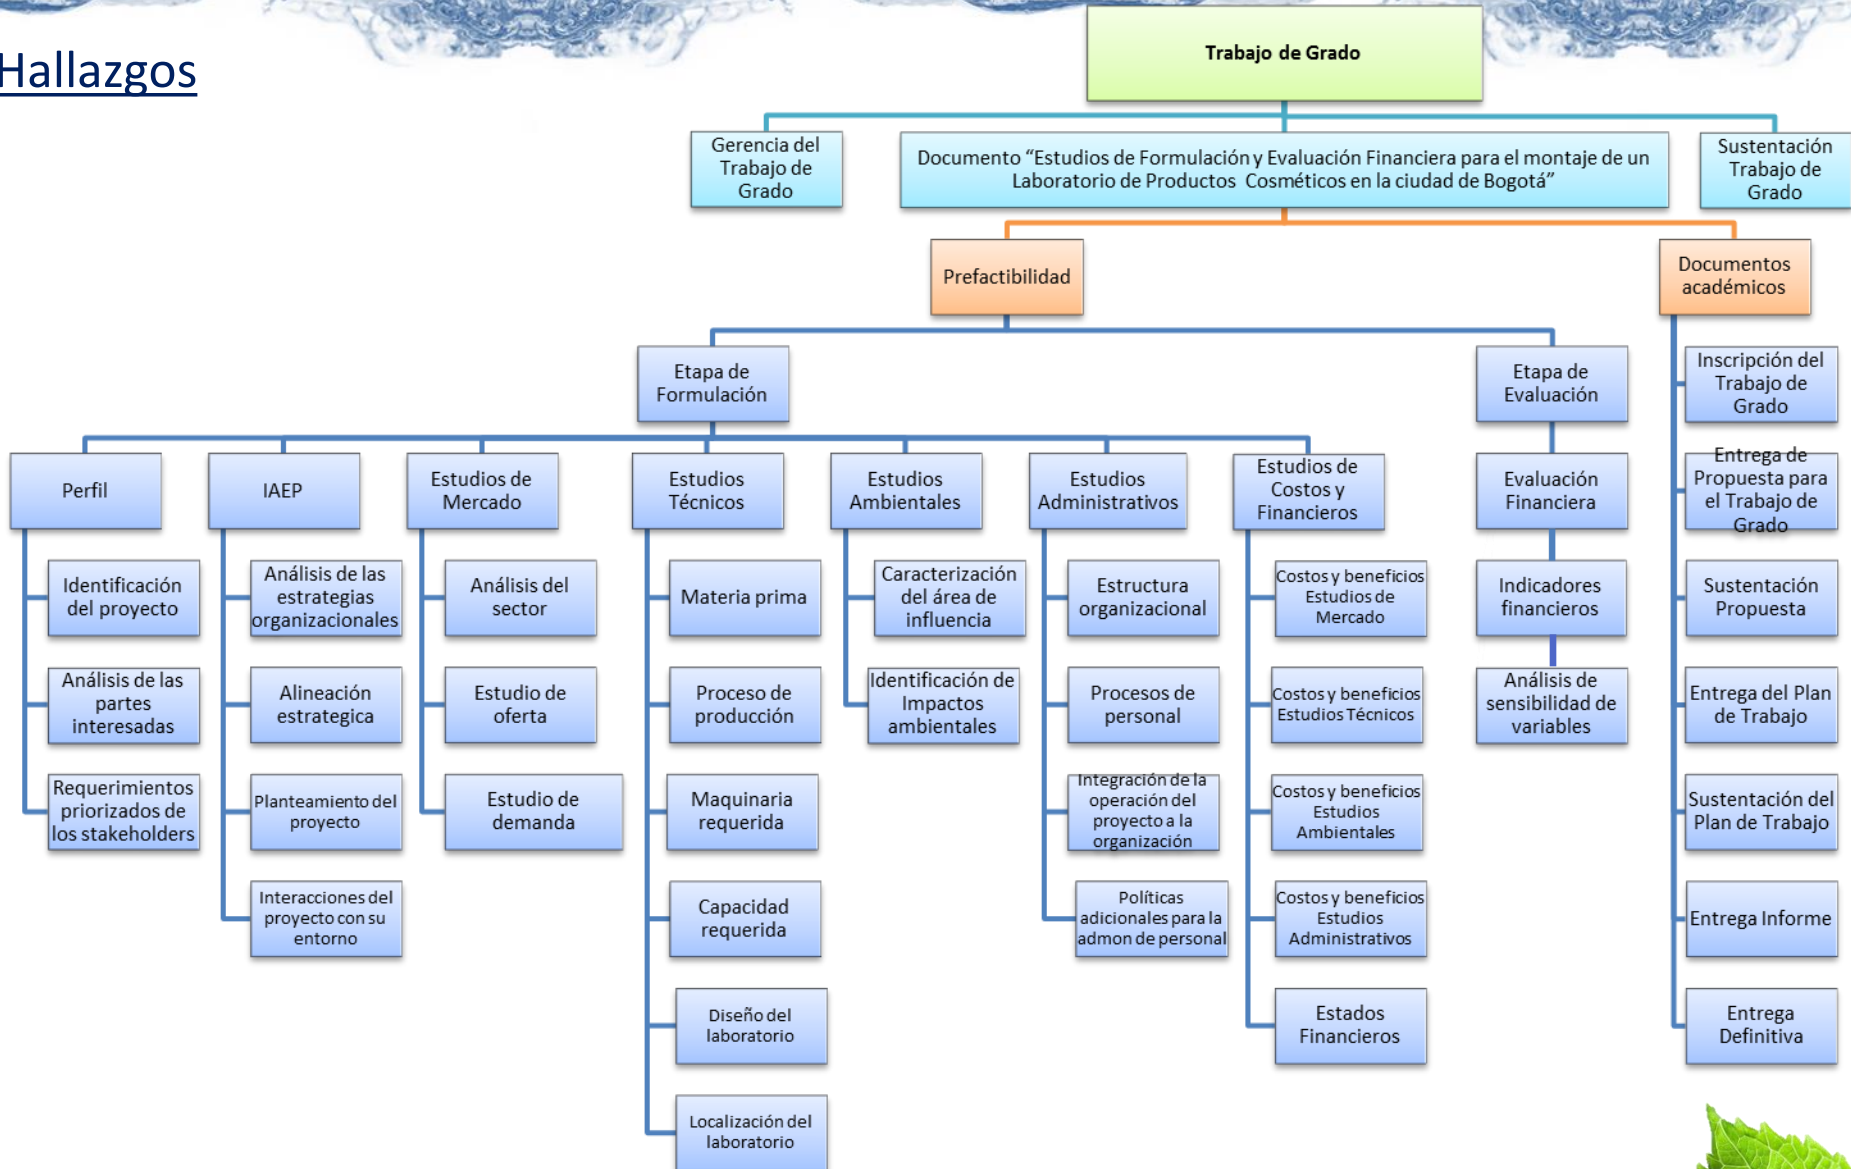 Hallazgos
Trabajo de Grado
Gerencia del
Trabajo de
Grado
Documento “Estudios de Formulación y Evaluación Financiera para el montaje de un
Laboratorio de Productos Cosméticos en la ciudad de Bogotá”
Sustentación
Trabajo de
Grado
Prefactibilidad
Documentos
académicos
Etapa de
Formulación
Etapa de
Evaluación
Perfil
Identificación
del proyecto
Análisis de las
partes
interesadas
Requerimientos
priorizados de
los stakeholders
IAEP
Análisis de las
estrategias
organizacionales
Alineación
estrategica
Planteamiento del
proyecto
Interacciones del
proyecto con su
entorno
Estudios de
Mercado
Análisis del
sector
Estudio de
oferta
Estudio de
demanda
Estudios
Técnicos
Materia prima
Proceso de
producción
Maquinaria
requerida
Capacidad
requerida
Diseño del
laboratorio
Localización del
laboratorio
Estudios
Ambientales
Caracterización
del área de
influencia
Identificación de
Impactos
ambientales
Estudios
Administrativos
Estructura
organizacional
Procesos de
personal
Integración de la
operación del
proyecto a la
organización
Políticas
adicionales para la
admon de personal
Estudios de
Costos y
Financieros
Costos y beneficios
Estudios de
Mercado
Costos y beneficios
Estudios Técnicos
Costos y beneficios
Estudios
Ambientales
Costos y beneficios
Estudios
Administrativos
Estados
Financieros
Evaluación
Financiera
Indicadores
financieros
Análisis de
sensibilidad de
variables
Inscripción del
Trabajo de
Grado
Entrega de
Propuesta para
el Trabajo de
Grado
Sustentación
Propuesta
Entrega del Plan
de Trabajo
Sustentación del
Plan de Trabajo
Entrega Informe
Entrega
Definitiva